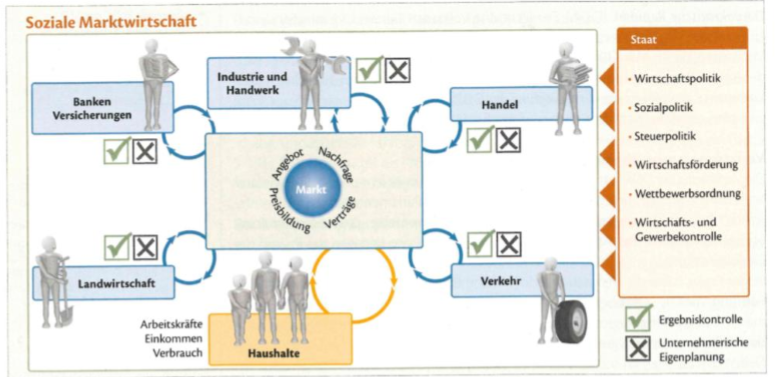 Soziale Marktwirtschaft
Banken
Versicherungen
Industrie und
Handwerk
Handel
Angebot
Nachfrage
Markt
Preisbildung
Verträge
Landwirtschaft
Verkehr
Arbeitskräfte
Einkommen
Verbrauch
Haushalte
Staat
• Wirtschaftspolitik
• Sozialpolitik
• Steuerpolitik
• Wirtschaftsförderung
• Wettbewerbsordnung
• Wirtschafts- und
Gewerbekontrolle
Ergebniskontrolle
Unternehmerische
Eigenplanung